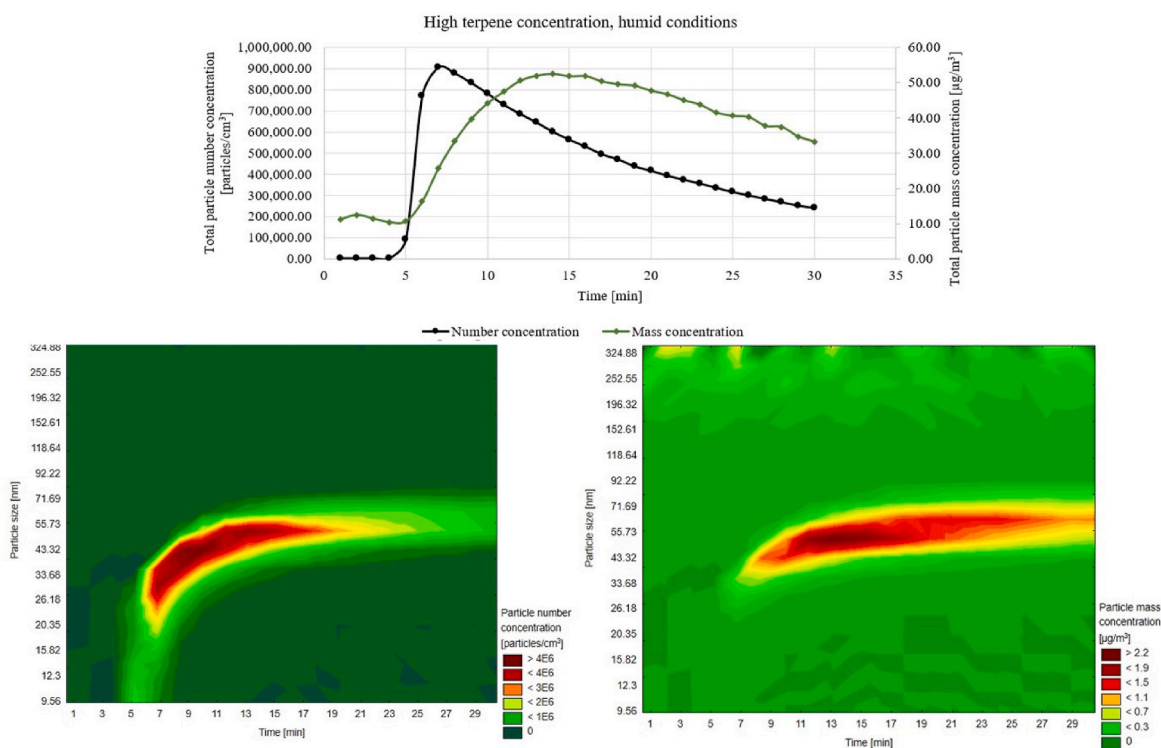 High terpene concentration, humid conditions
Total particle number concentration
[particles/cm³]
1,000,000.00
900,000.00
800,000.00
700,000.00
600,000.00
500,000.00
400,000.00
300,000.00
200,000.00
100,000.00
0.00
60.00
50.00
40.00
30.00
20.00
10.00
0.00
Total particle mass concentration [µg/m³]
0 5 10 15 20 25 30 35
Time [min]
Number concentration Mass concentration
Particle size [nm]
324.88
252.55
196.32
152.61
118.64
92.22
71.69
55.73
43.32
33.68
26.18
20.35
15.82
12.3
9.56
1 3 5 7 9 11 13 15 17 19 21 23 25 27 29
Time [min]
Particle number
concentration
[particles/cm³]
> 4E6
< 4E6
< 3E6
< 2E6
< 1E6
0
Particle size [nm]
324.88
252.55
196.32
152.61
118.64
92.22
71.69
55.73
43.32
33.68
26.18
20.35
15.82
12.3
9.56
1 3 5 7 9 11 13 15 17 19 21 23 25 27 29
Time [min]
Particle mass
concentration
[µg/m³]
> 2.2
< 1.9
< 1.5
< 1.1
< 0.7
< 0.3
0